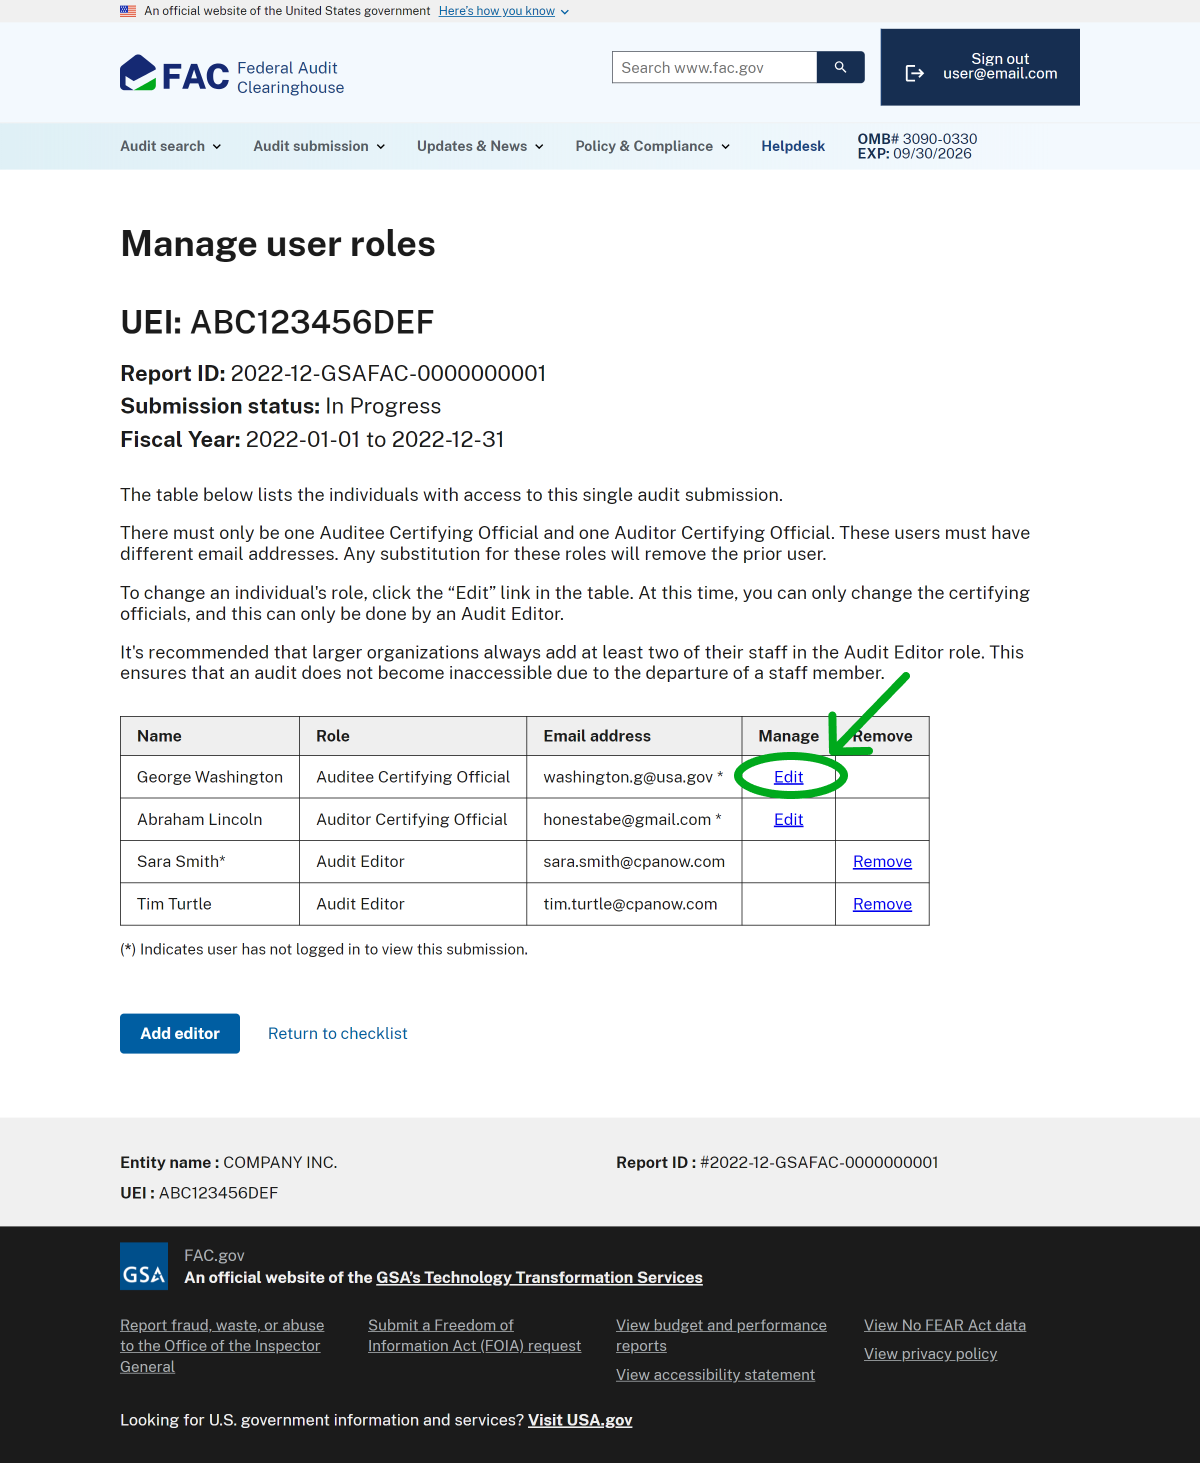 An official website of the United States government Here's how you know
FAC Federal Audit
Clearinghouse
Search www.fac.gov
Sign out
user@email.com
Audit search
Audit submission
Updates & News
Policy & Compliance
Helpdesk
OMB# 3090-0330
EXP: 09/30/2026
Manage user roles
UEI: ABC123456DEF
Report ID: 2022-12-GSAFAC-0000000001
Submission status: In Progress
Fiscal Year: 2022-01-01 to 2022-12-31
The table below lists the individuals with access to this single audit submission.
There must only be one Auditee Certifying Official and one Auditor Certifying Official. These users must have
different email addresses. Any substitution for these roles will remove the prior user.
To change an individual's role, click the “Edit” link in the table. At this time, you can only change the certifying
officials, and this can only be done by an Audit Editor.
It's recommended that larger organizations always add at least two of their staff in the Audit Editor role. This
ensures that an audit does not become inaccessible due to the departure of a staff member.
Name Role Email address Manage Remove
George Washington Auditee Certifying Official washington.g@usa.gov * Edit
Abraham Lincoln Auditor Certifying Official honestabe@gmail.com * Edit
Sara Smith* Audit Editor sara.smith@cpanow.com Remove
Tim Turtle Audit Editor tim.turtle@cpanow.com Remove
(*) Indicates user has not logged in to view this submission.
Add editor Return to checklist
Entity name : COMPANY INC.
UEI : ABC123456DEF
Report ID : #2022-12-GSAFAC-0000000001
GSA
FAC.gov
An official website of the GSA's Technology Transformation Services
Report fraud, waste, or abuse
to the Office of the Inspector
General
Submit a Freedom of
Information Act (FOIA) request
View budget and performance
reports
View accessibility statement
View No FEAR Act data
View privacy policy
Looking for U.S. government information and services? Visit USA.gov